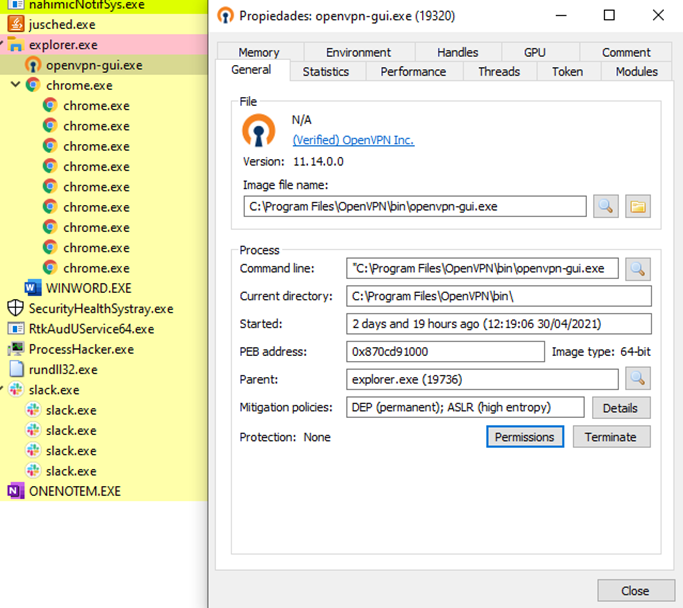 nahimicNotifSys.exe
jusched.exe
explorer.exe
openvpn-gui.exe
chrome.exe
chrome.exe
chrome.exe
chrome.exe
chrome.exe
chrome.exe
chrome.exe
chrome.exe
chrome.exe
chrome.exe
WINWORD.EXE
SecurityHealthSystray.exe
RtkAudUService64.exe
ProcessHacker.exe
rundll32.exe
slack.exe
slack.exe
slack.exe
slack.exe
slack.exe
ONENOTEM.EXE
Propiedades: openvpn-gui.exe (19320)
Memory Environment Handles GPU Comment
General Statistics Performance Threads Token Modules
File
N/A
(Verified) OpenVPN Inc.
Version: 11.14.0.0
Image file name:
C:\Program Files\OpenVPN\bin\openvpn-gui.exe
Process
Command line: "C:\Program Files\OpenVPN\bin\openvpn-gui.exe
Current directory: C:\Program Files\OpenVPN\bin\
Started: 2 days and 19 hours ago (12:19:06 30/04/2021)
PEB address: 0x870cd91000 Image type: 64-bit
Parent: explorer.exe (19736)
Mitigation policies: DEP (permanent); ASLR (high entropy) Details
Protection: None Permissions Terminate
Close